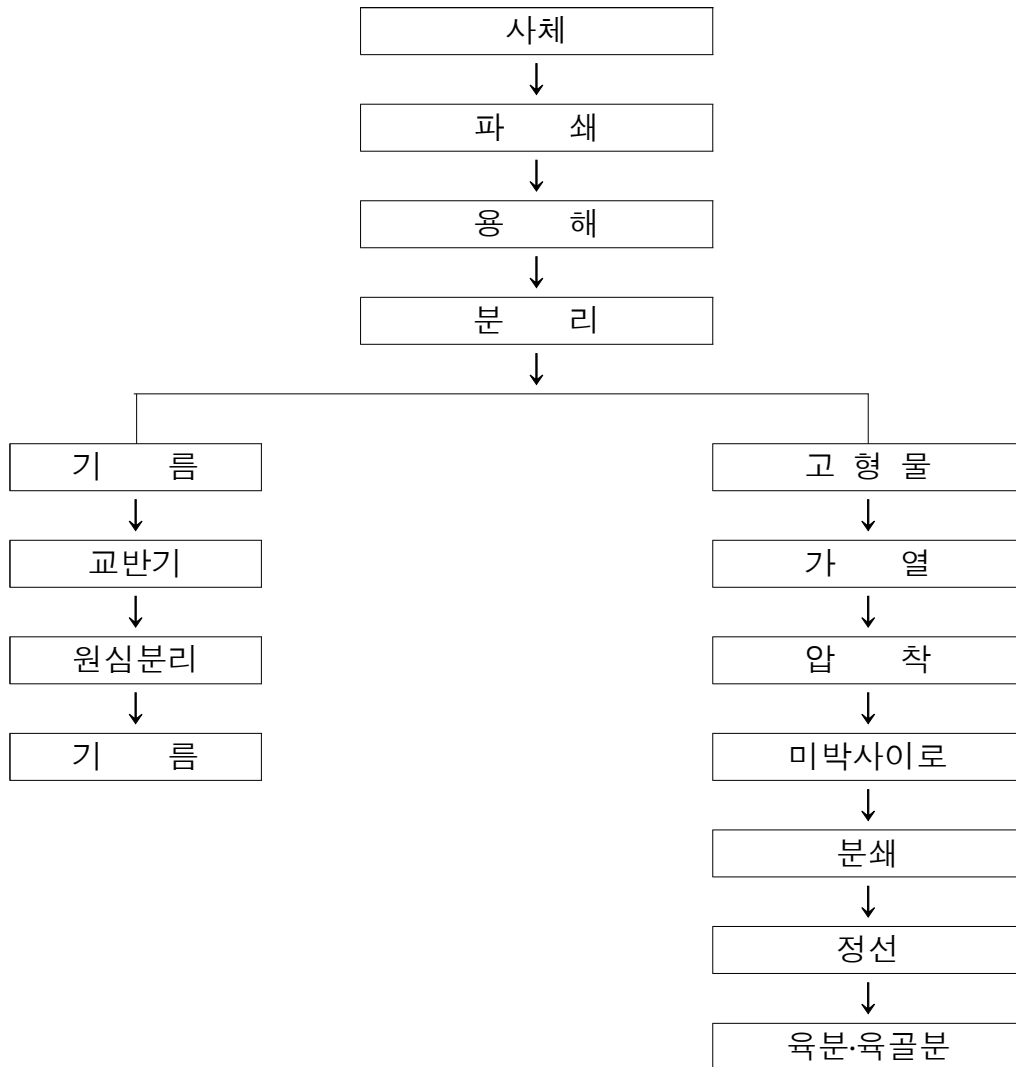 사체
파 쇄
용 해
분 리
기 름
교반기
원심분리
기 름
고 형 물
가 열
압 착
미박사이로
분쇄
정선
육분·육골분